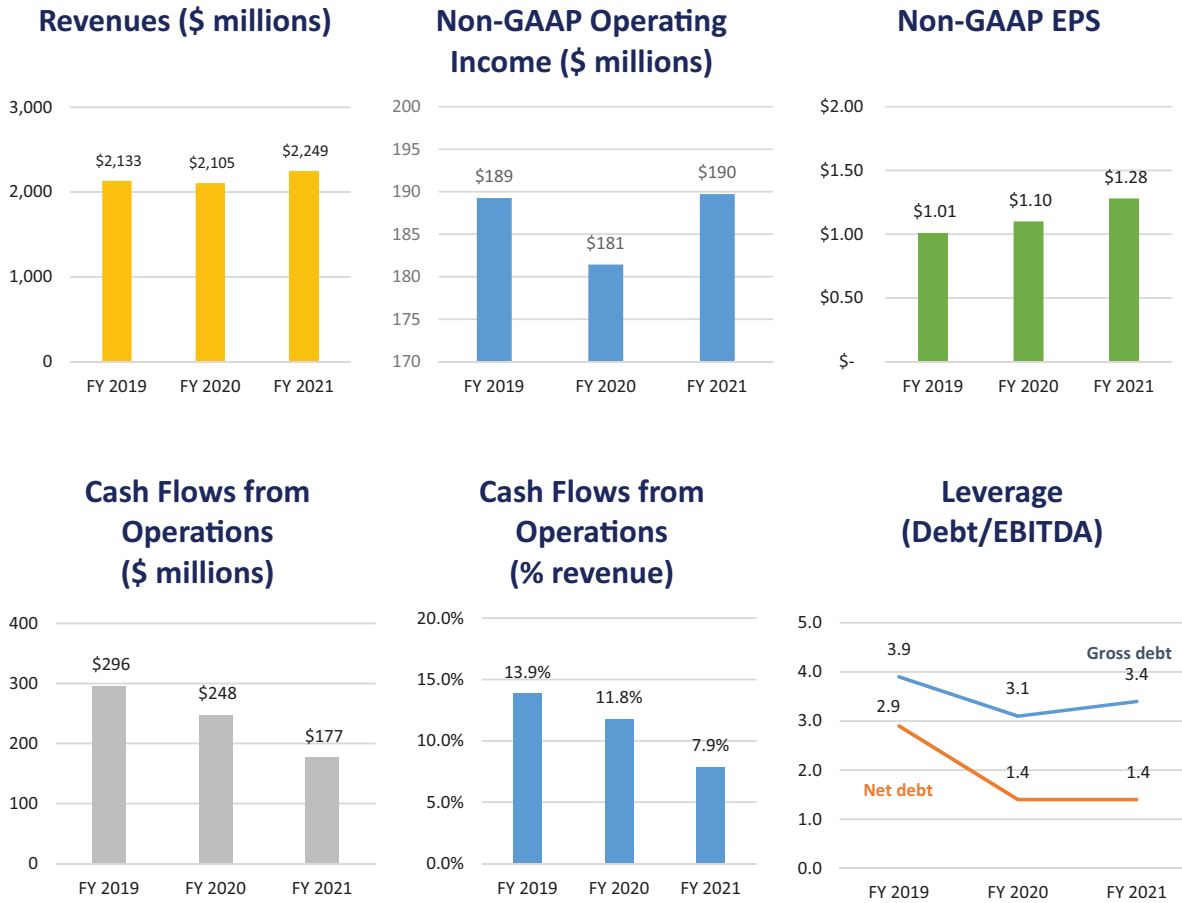 Revenues ($ millions)
3,000
2,000
1,000
0
$2,133
$2,105
$2,249
FY 2019
FY 2020
FY 2021
Non-GAAP Operating
Income ($ millions)
200
195
190
185
180
175
170
$189
$181
$190
FY 2019
FY 2020
FY 2021
Non-GAAP EPS
$2.00
$1.50
$1.00
$0.50
$-
$1.01
$1.10
$1.28
FY 2019
FY 2020
FY 2021
Cash Flows from
Operations
($ millions)
400
300
200
100
0
$296
$248
$177
FY 2019
FY 2020
FY 2021
Cash Flows from
Operations
(% revenue)
20.0%
15.0%
10.0%
5.0%
0.0%
13.9%
11.8%
7.9%
FY 2019
FY 2020
FY 2021
Leverage
(Debt/EBITDA)
5.0
4.0
3.0
2.0
1.0
0.0
3.9
3.1
Gross debt
3.4
2.9
1.4
1.4
Net debt
FY 2019
FY 2020
FY 2021